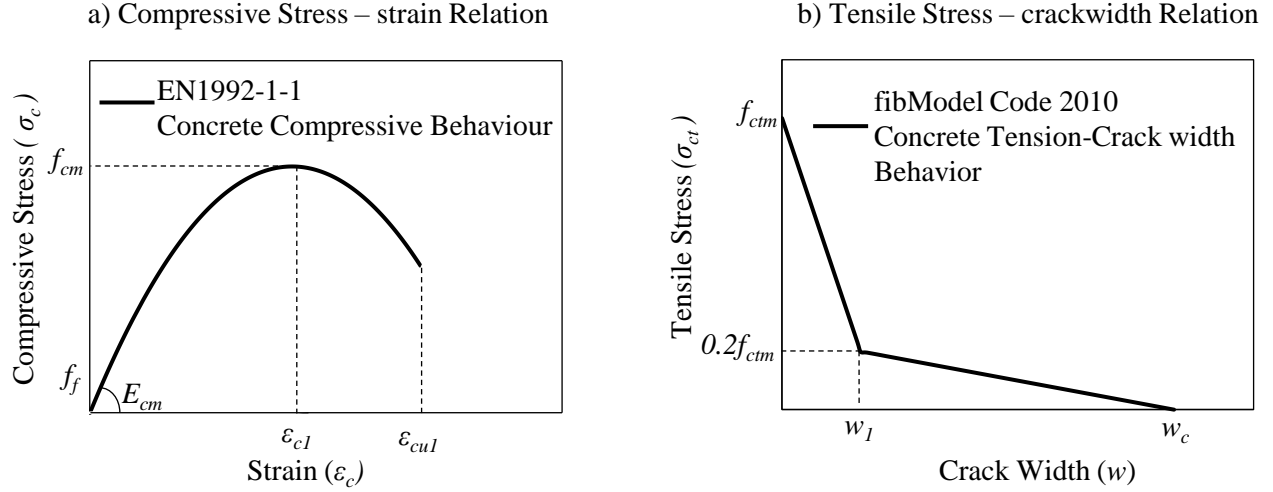 a) Compressive Stress – strain Relation
Compressive Stress ( σc)
EN1992-1-1
Concrete Compressive Behaviour
fcm
ff
Ecm
εc1
εcu1
Strain (εc)
b) Tensile Stress – crackwidth Relation
Tensile Stress (σct)
fibModel Code 2010
Concrete Tension-Crack width
Behavior
fctm
0.2fctm
w1
wc
Crack Width (w)